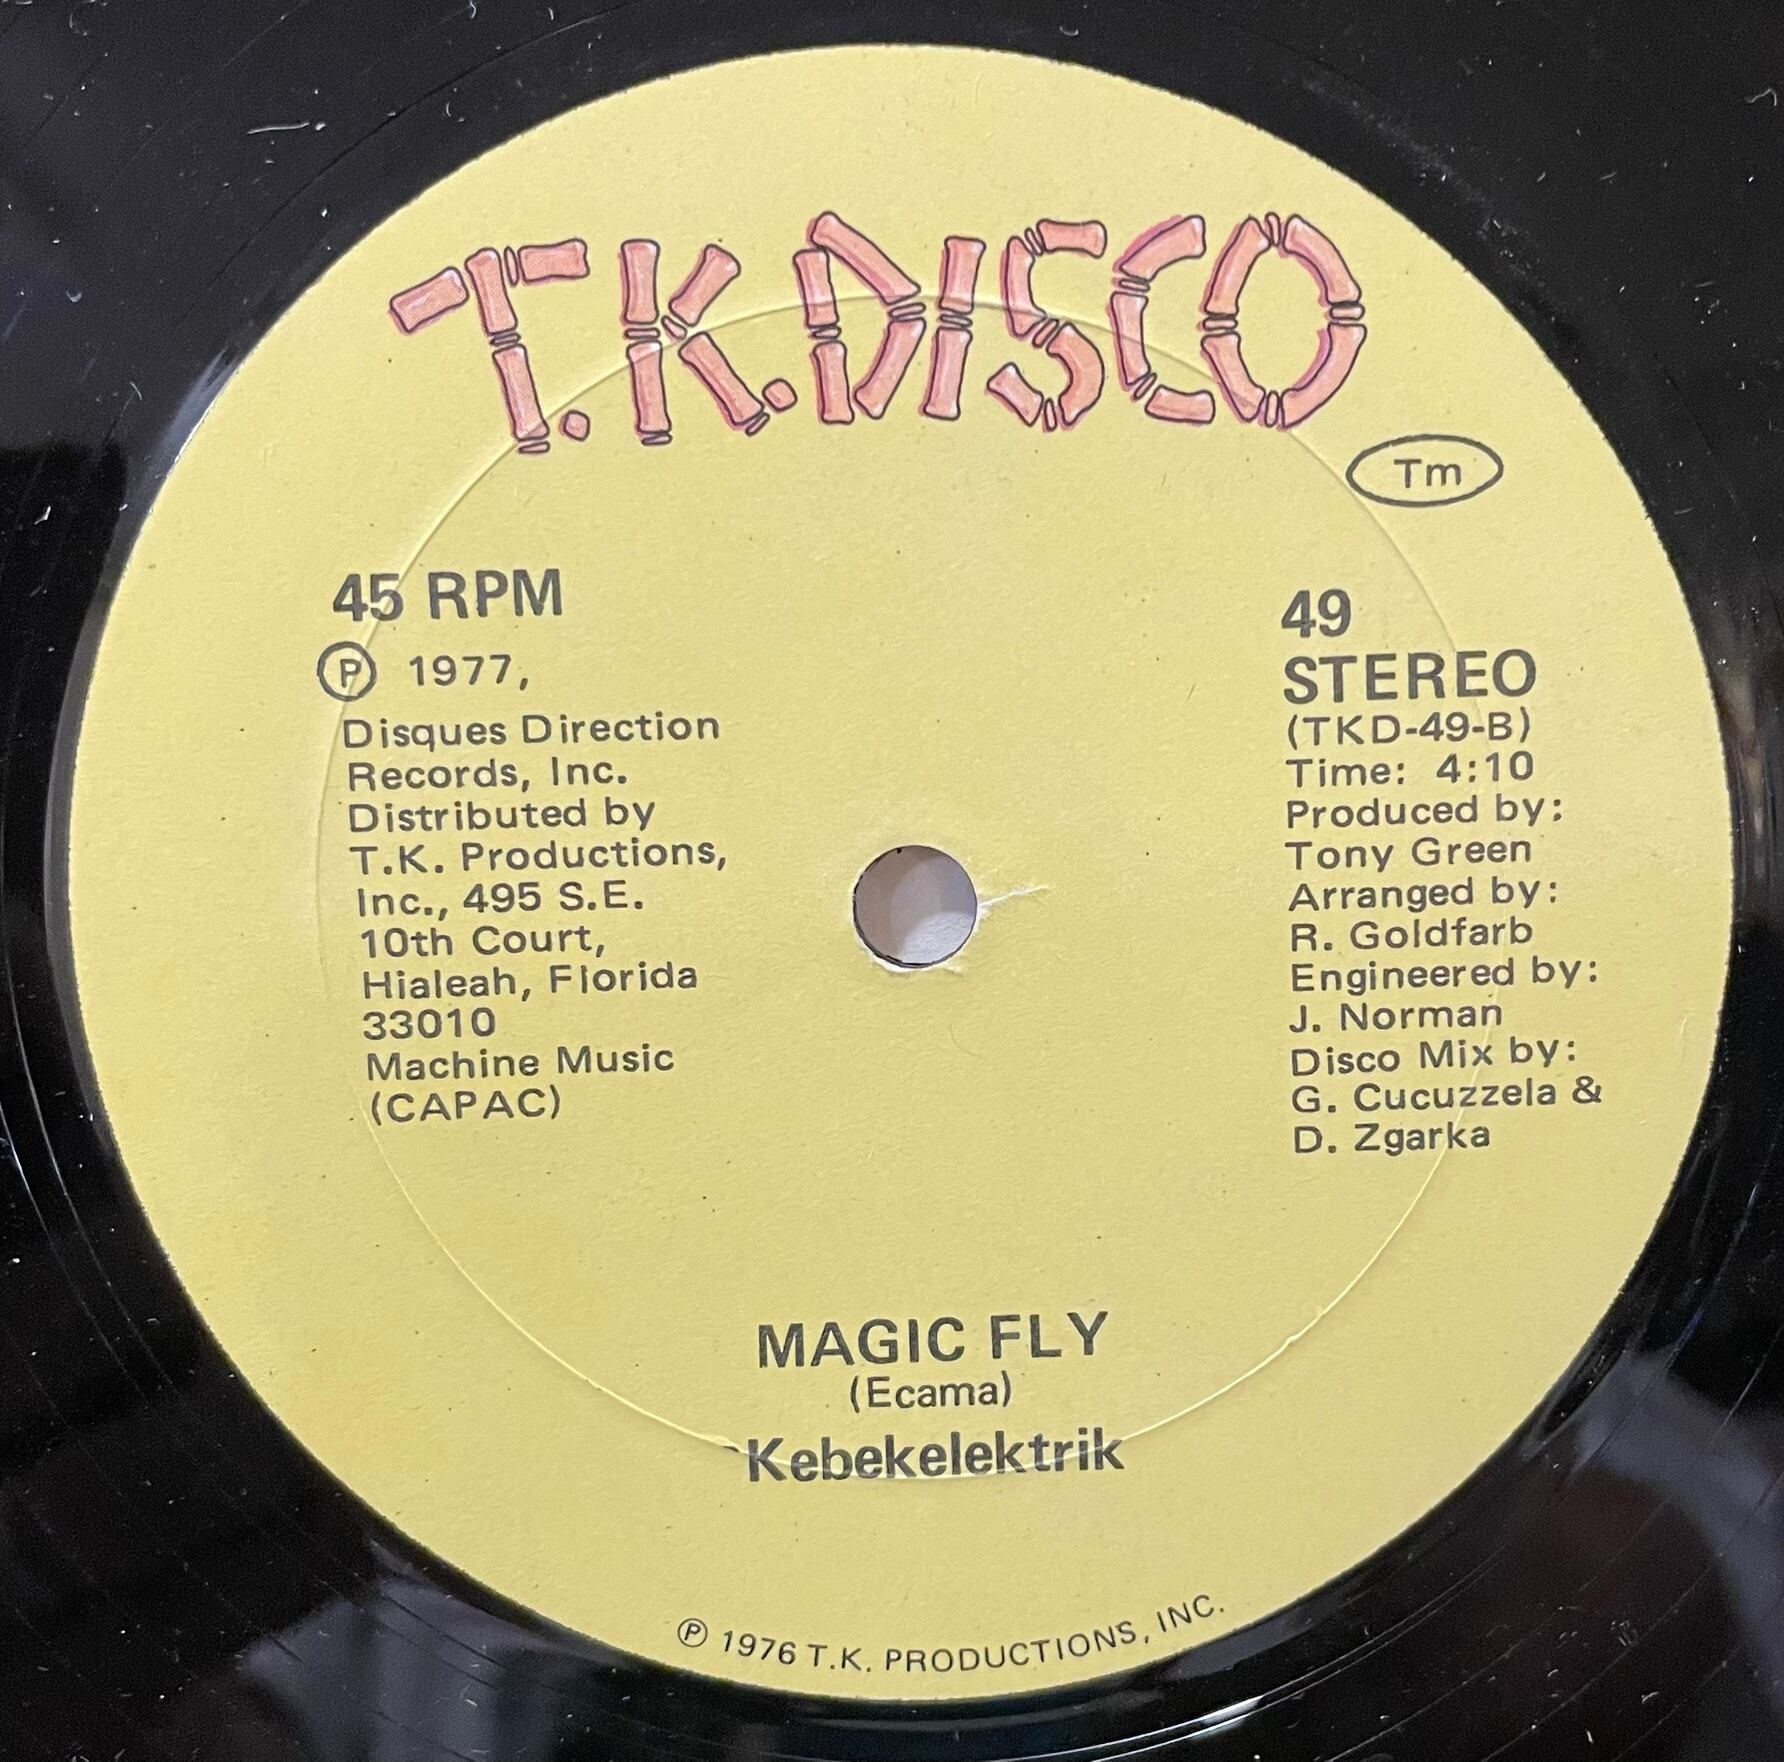 T.K. DISCO
Tm
45 RPM
Ⓟ 1977,
Disques Direction
Records, Inc.
Distributed by
T.K. Productions,
Inc., 495 S.E.
10th Court,
Hialeah, Florida
33010
Machine Music
(CAPAC)
49
STEREO
(TKD-49-B)
Time: 4:10
Produced by:
Tony Green
Arranged by:
R. Goldfarb
Engineered by:
J. Norman
Disco Mix by:
G. Cucuzzela &
D. Zgarka
MAGIC FLY
(Ecama)
Kebekelektrik
Ⓟ 1976 T.K. PRODUCTIONS, INC.